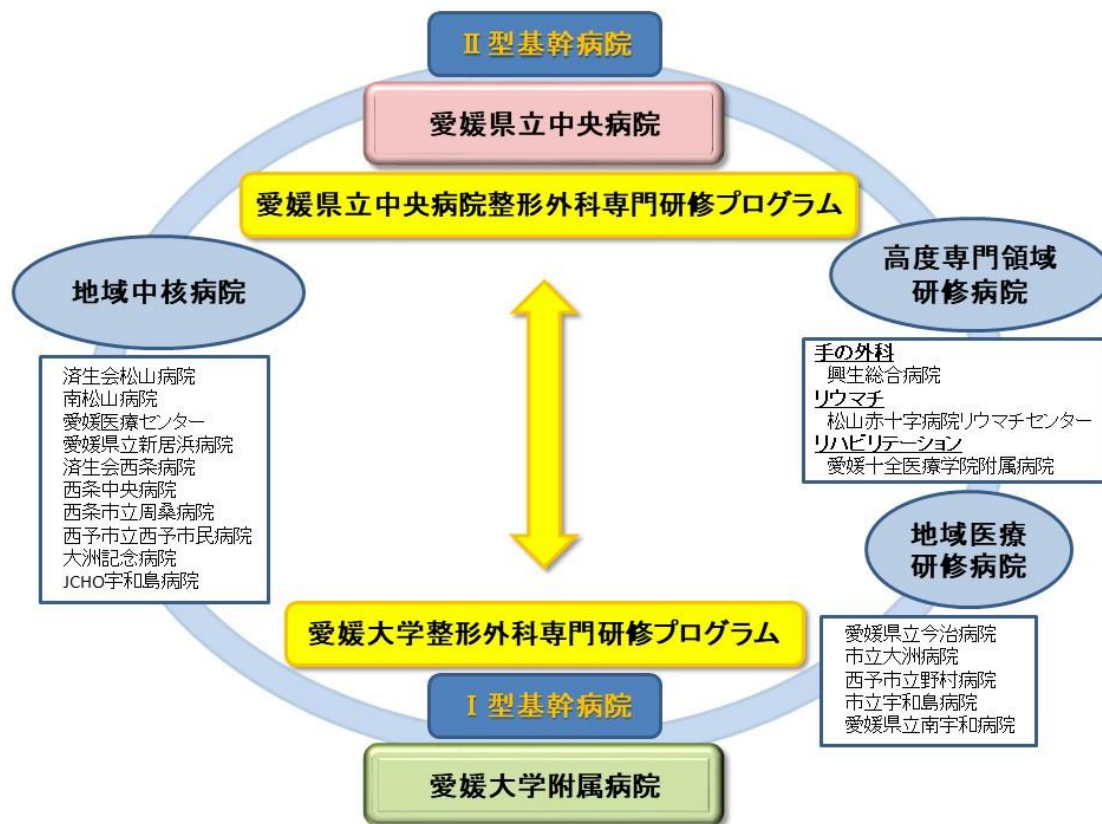 Ⅱ型基幹病院
愛媛県立中央病院
愛媛県立中央病院整形外科専門研修プログラム
地域中核病院
済生会松山病院
南松山病院
愛媛医療センター
愛媛県立新居浜病院
済生会西条病院
西条中央病院
西条市立周桑病院
西予市立西予市民病院
大洲記念病院
JCHO宇和島病院
高度専門領域
研修病院
手の外科
興生総合病院
リウマチ
松山赤十字病院リウマチセンター
リハビリテーション
愛媛十全医療学院附属病院
地域医療
研修病院
愛媛県立今治病院
市立大洲病院
西予市立野村病院
市立宇和島病院
愛媛県立南宇和病院
愛媛大学整形外科専門研修プログラム
Ⅰ型基幹病院
愛媛大学附属病院